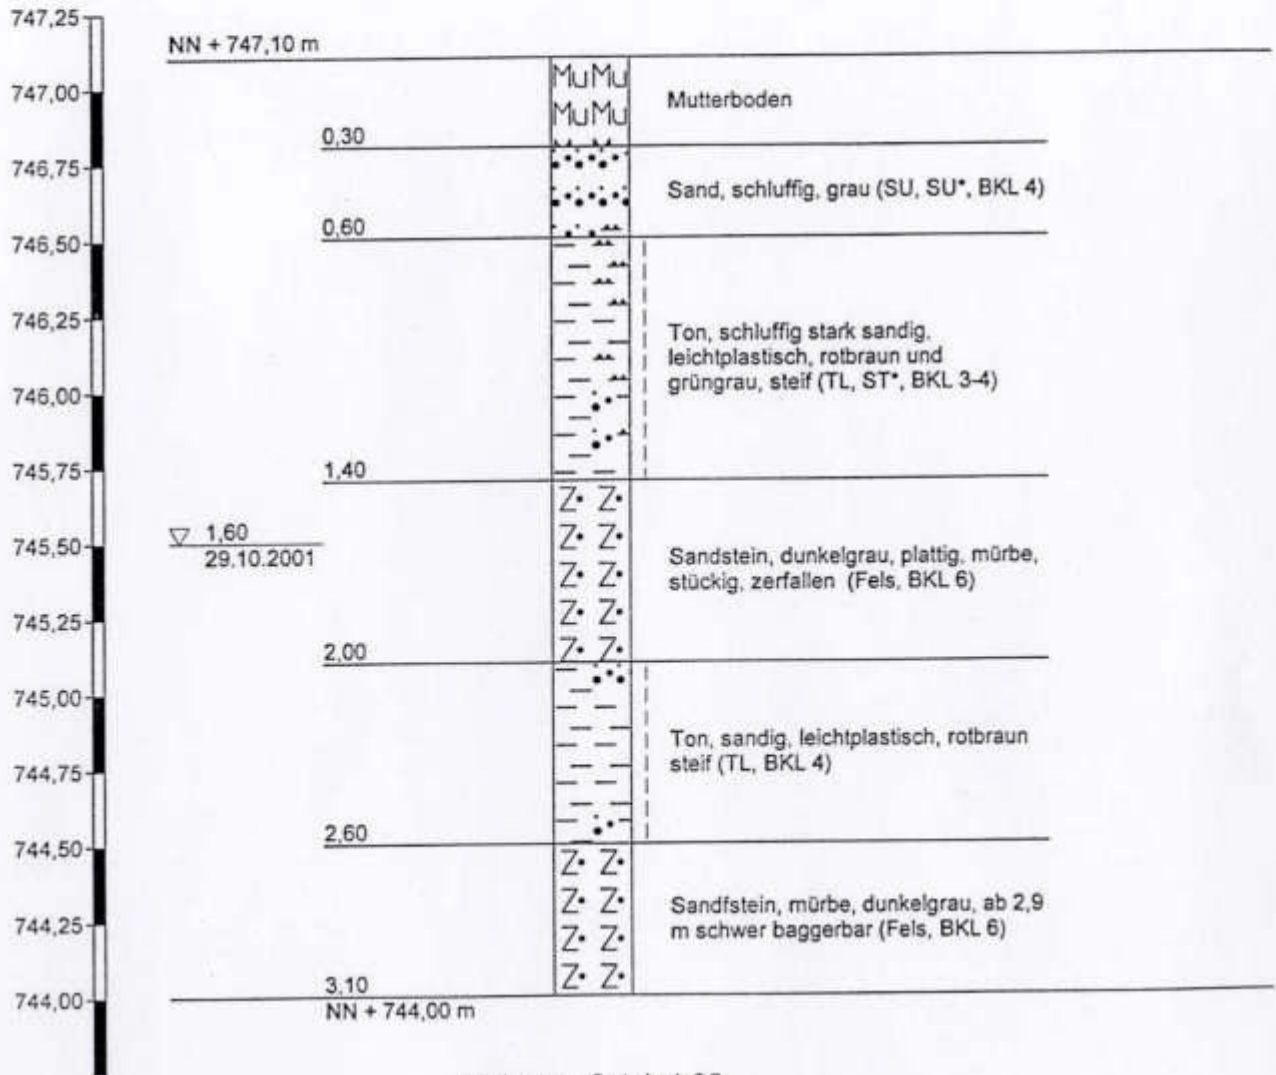 747,25
NN + 747,10 m
MuMu
747,00
Mutterboden
MuMu
0,30
746,75
Sand, schluffig, grau (SU, SU*, BKL 4)
0,60
746,50
746,25
Ton, schluffig stark sandig,
leichtplastisch, rotbraun und
grüngrau, steif (TL, ST*, BKL 3-4)
746,00
745,75
1,40
Z Z
1,60
745,50
29.10.2001
Z Z
Sandstein, dunkelgrau, plattig, mürbe,
stückig, zerfallen (Fels, BKL 6)
Z Z
745,25
Z Z
2,00
Z Z
745,00
Ton, sandig, leichtplastisch, rotbraun
steif (TL, BKL 4)
744,75
2,60
744,50
Z Z
Z Z
Sandfstein, mürbe, dunkelgrau, ab 2,9
m schwer baggerbar (Fels, BKL 6)
744,25
Z Z
Z Z
3,10
744,00
NN + 744,00 m